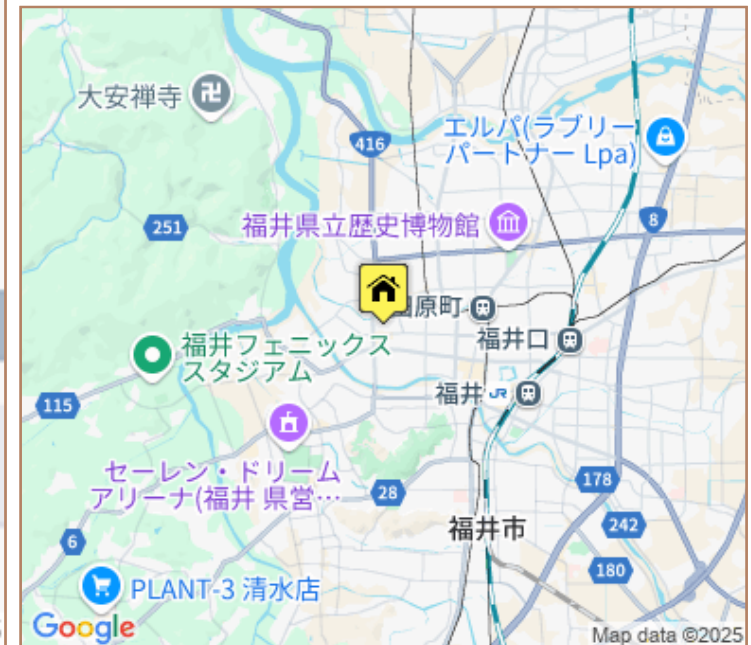 大安禅寺
卍
416
エルパ(ラブリー
パートナー Lpa)
251
福井県立歴史博物館
8
原町
福井口
福井フェニックス
スタジアム
福井 JR
115
セーレン・ドリーム
アリーナ(福井 県営…
28
178
福井市
242
6
180
PLANT-3 清水店
Google
Map data ©2025